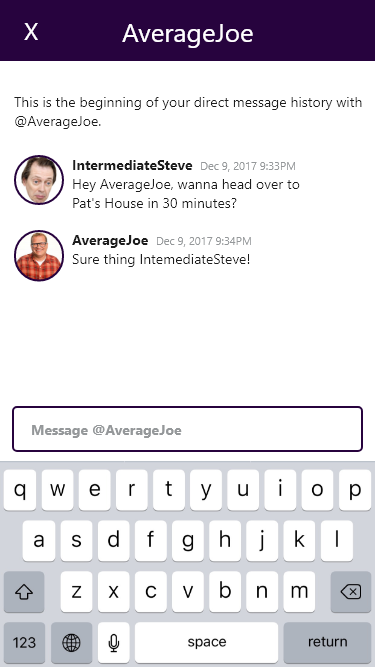 X AverageJoe
This is the beginning of your direct message history with
@AverageJoe.
IntermediateSteve Dec 9, 2017 9:33PM
Hey AverageJoe, wanna head over to
Pat's House in 30 minutes?
AverageJoe Dec 9, 2017 9:34PM
Sure thing IntemediateSteve!
Message @AverageJoe
q w e r t y u i o p
a s d f g h j k l
z x c v b n m
123 space return